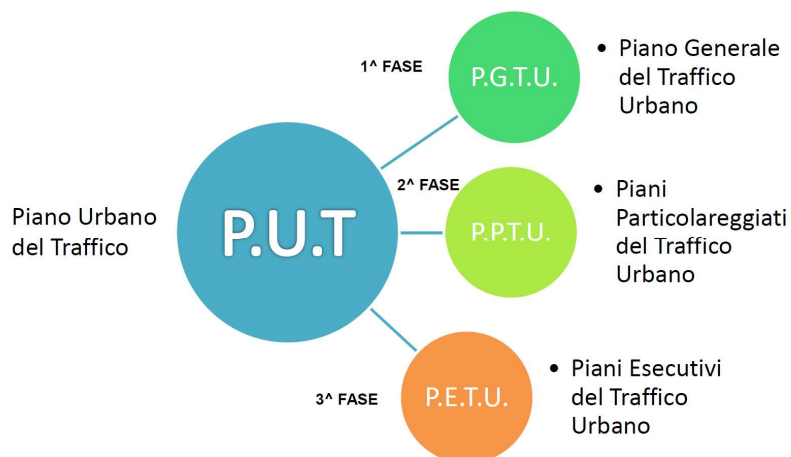 Piano Urbano
del Traffico
P.U.T
1^ FASE
P.G.T.U.
• Piano Generale
del Traffico
Urbano
2^ FASE
P.P.T.U.
• Piani
Particolareggiati
del Traffico
Urbano
3^ FASE
P.E.T.U.
• Piani Esecutivi
del Traffico
Urbano